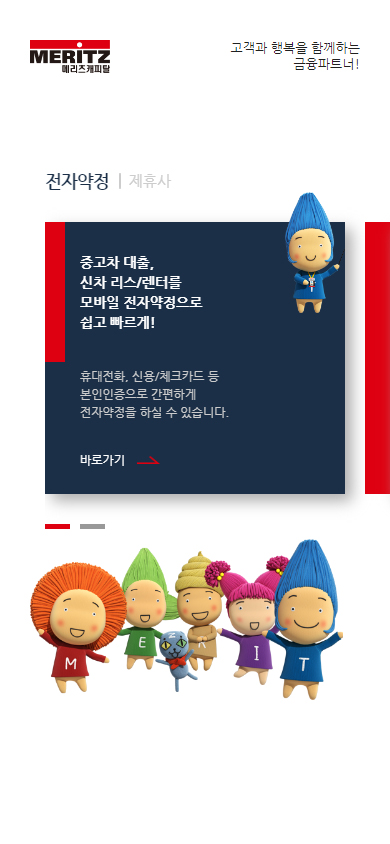 MERITZ
메리츠캐피탈
고객과 행복을 함께하는
금융파트너!
전자약정 | 제휴사
중고차 대출,
신차 리스/렌터를
모바일 전자약정으로
쉽고 빠르게!
휴대전화, 신용/체크카드 등
본인인증으로 간편하게
전자약정을 하실 수 있습니다.
바로가기
M E R I T